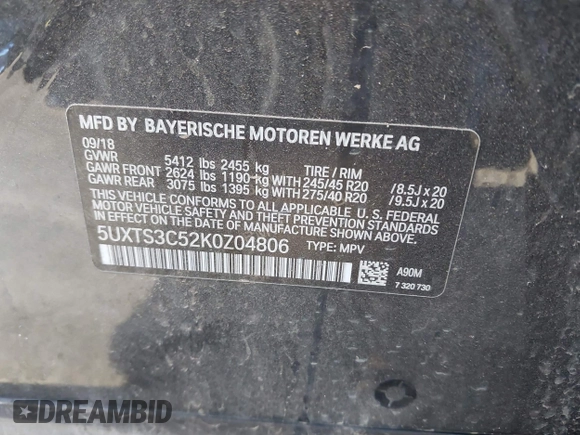 MFD BY BAYERISCHE MOTOREN WERKE AG
09/18
GVWR 5412 lbs 2455 kg TIRE / RIM
GAWR FRONT 2624 lbs 1190 kg WITH 245/45 R20 /8.5J x 20
GAWR REAR 3075 lbs 1395 kg WITH 275/40 R20 /9.5J x 20
THIS VEHICLE CONFORMS TO ALL APPLICABLE U. S. FEDERAL
MOTOR VEHICLE SAFETY AND THEFT PREVENTION STANDARDS
IN EFFECT ON THE DATE OF MANUFACTURE SHOWN ABOVE.
5UXTS3C52K0Z04806 TYPE: MPV
A90M
7 320 730
DREAMBID